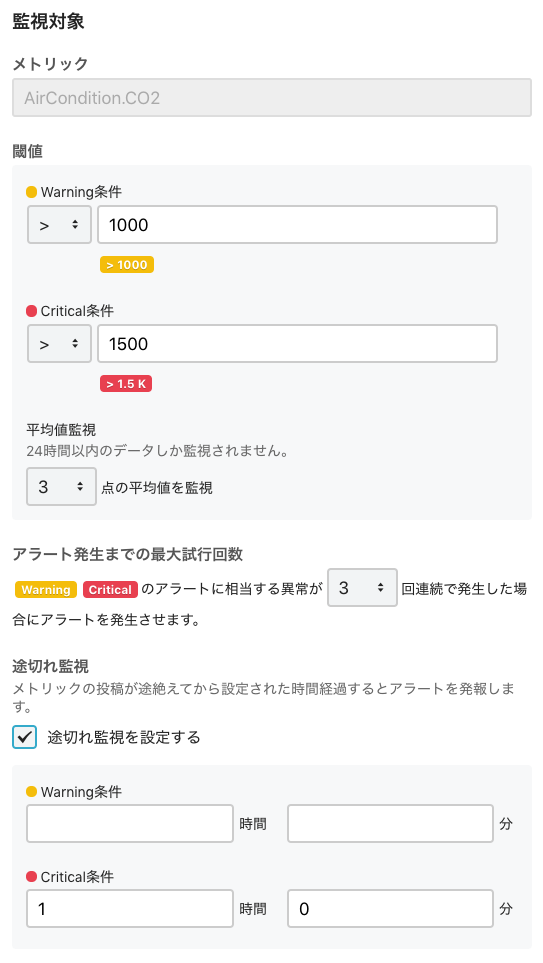 監視対象
メトリック
AirCondition.CO2
閾値
Warning条件
> 1000
> 1000
Critical条件
> 1500
> 1.5 K
平均値監視
24時間以内のデータしか監視されません。
3 点の平均値を監視
アラート発生までの最大試行回数
Warning Critical のアラートに相当する異常が 3 回連続で発生した場
合にアラートを発生させます。
途切れ監視
メトリックの投稿が途絶えてから設定された時間経過するとアラートを発報しま
す。
途切れ監視を設定する
Warning条件
時間 分
Critical条件
1 時間 0 分